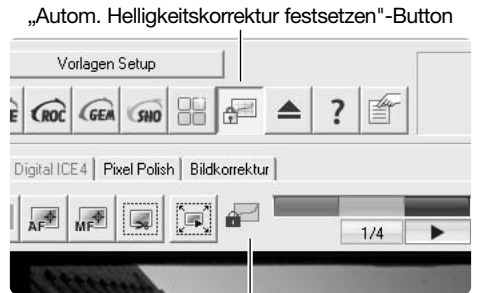 „Autom. Helligkeitskorrektur festsetzen"-Button
Vorlagen Setup
ROC GEM SHO ?
Digital ICE4 Pixel Polish Bildkorrektur
AF MF
1/4